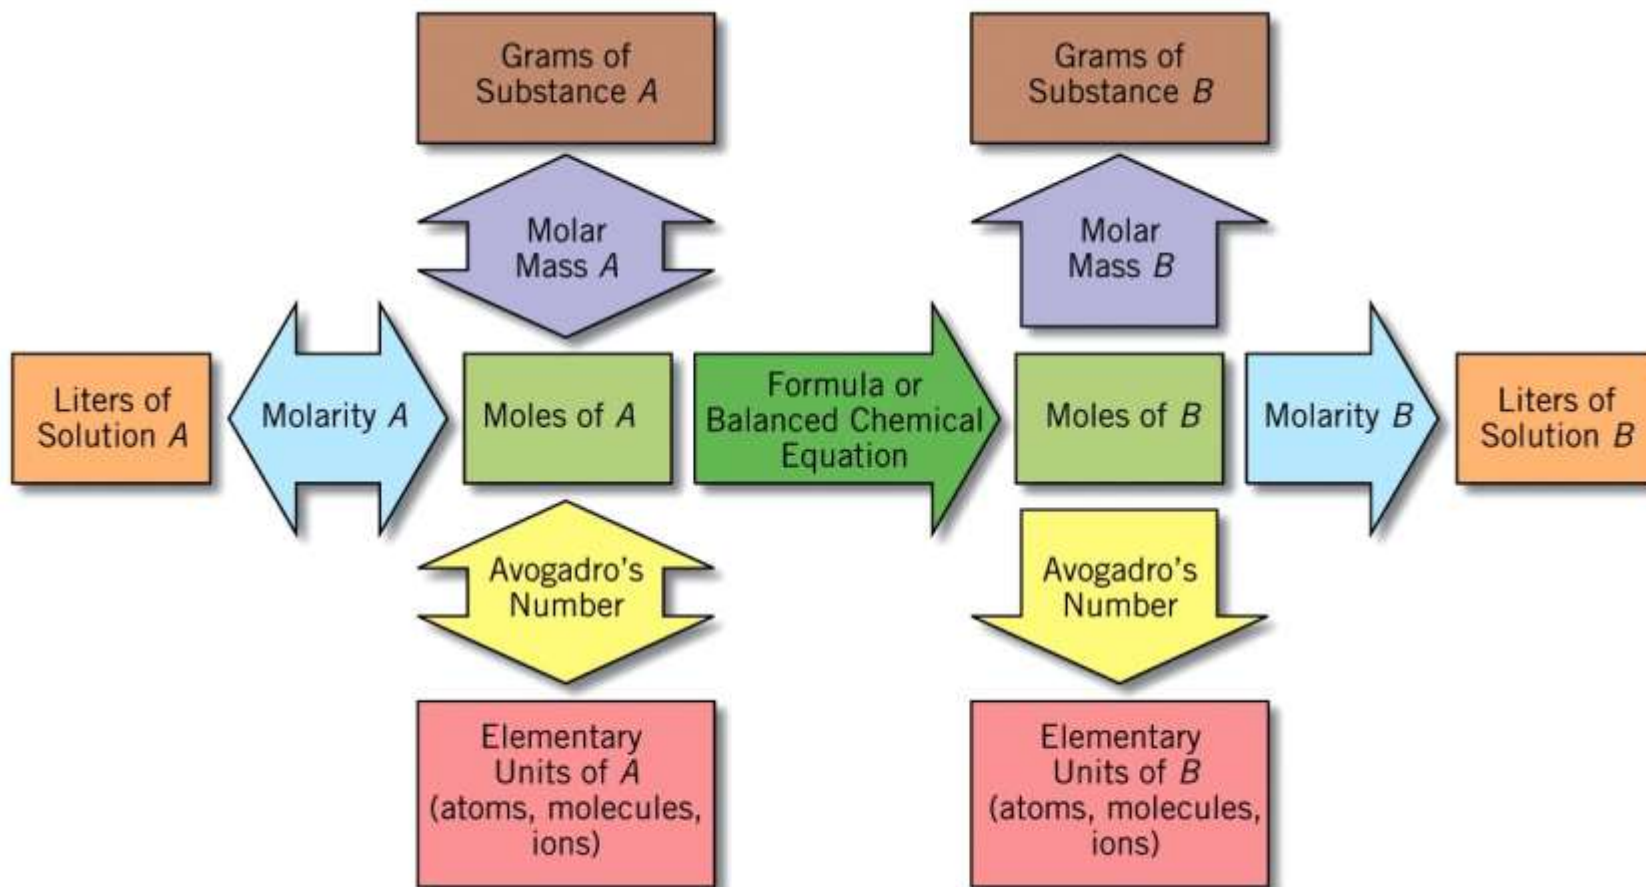 Grams of
Substance A
Grams of
Substance B
Molar
Mass A
Molar
Mass B
Liters of
Solution A
Molarity A
Moles of A
Formula or
Balanced Chemical
Equation
Moles of B
Molarity B
Liters of
Solution B
Avogadro's
Number
Avogadro's
Number
Elementary
Units of A
(atoms, molecules,
ions)
Elementary
Units of B
(atoms, molecules,
ions)